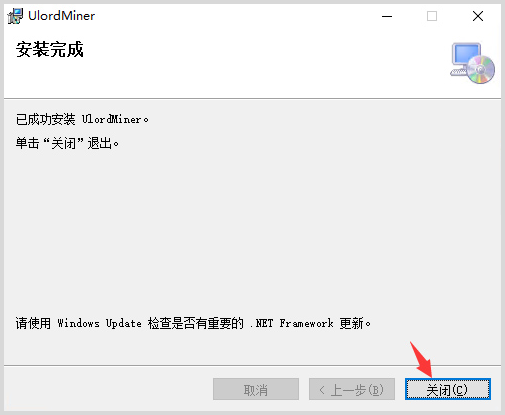 UlordMiner
安装完成
已成功安装 UlordMiner。
单击“关闭”退出。
请使用 Windows Update 检查是否有重要的 .NET Framework 更新。
取消
< 上一步(B)
关闭(C)